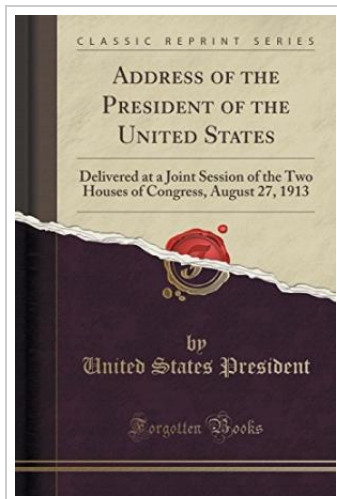 CLASSIC REPRINT SERIES
ADDRESS OF THE
PRESIDENT OF THE
UNITED STATES
Delivered at a Joint Session of the Two
Houses of Congress, August 27, 1913
by
United States President
Forgotten Books